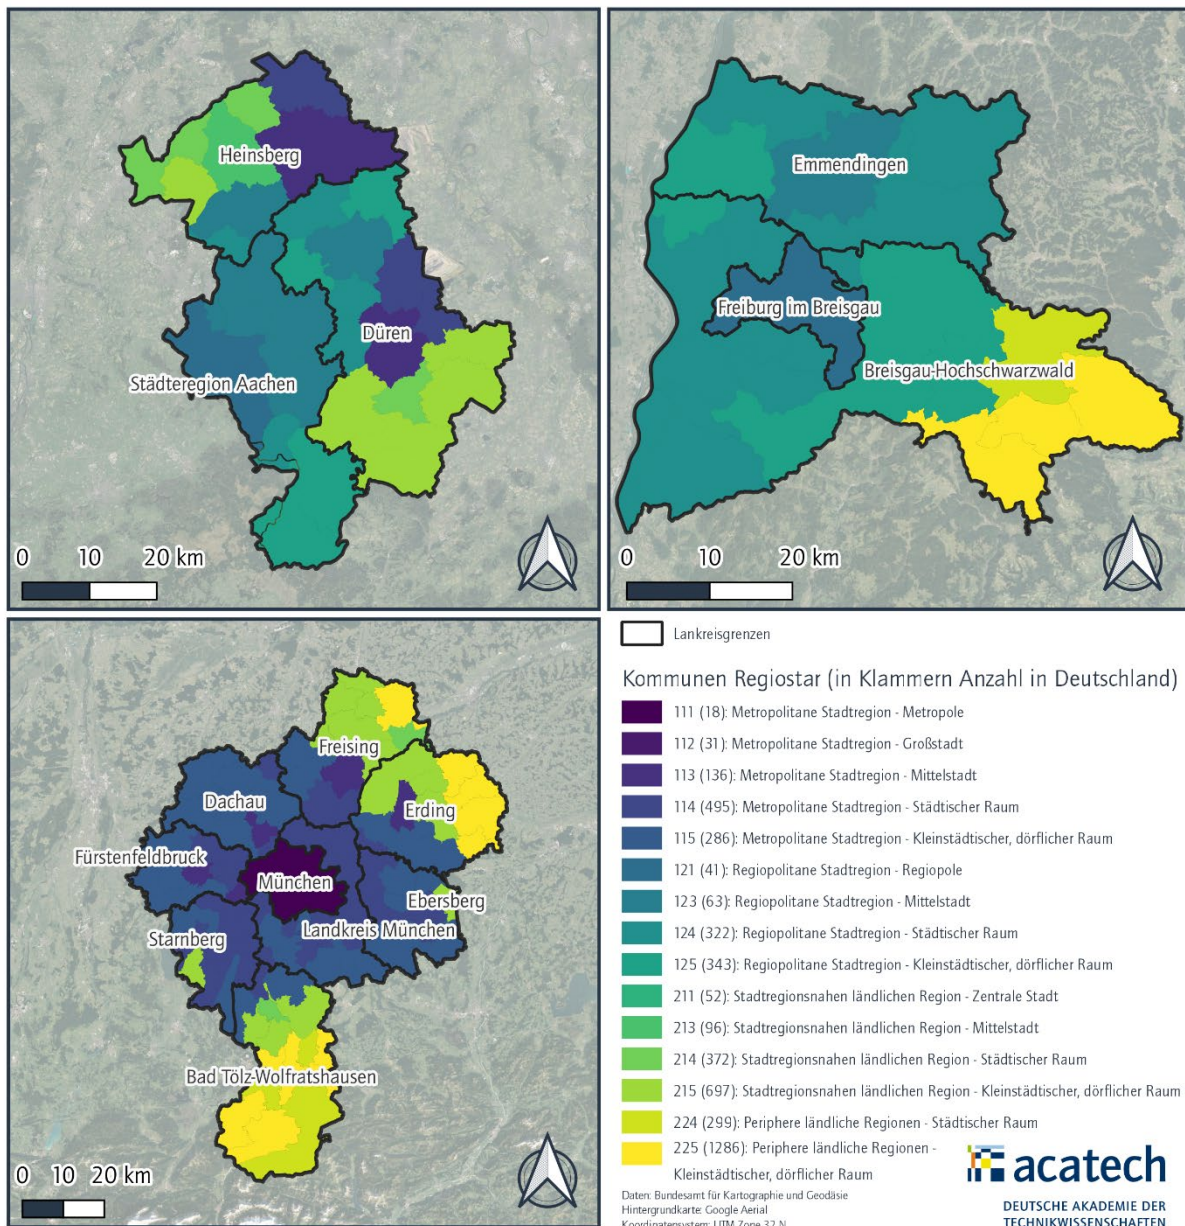 Heinsberg
Düren
Städteregion Aachen
0 10 20 km
Emmendingen
Freiburg im Breisgau
Breisgau-Hochschwarzwald
0 10 20 km
Freising
Dachau
Erding
Fürstenfeldbruck
München
Ebersberg
Landkreis München
Starnberg
Bad Tölz-Wolfratshausen
0 10 20 km
Lankreisgrenzen
Kommunen Regiostar (in Klammern Anzahl in Deutschland)
111 (18): Metropolitane Stadtregion - Metropole
112 (31): Metropolitane Stadtregion - Großstadt
113 (136): Metropolitane Stadtregion - Mittelstadt
114 (495): Metropolitane Stadtregion - Städtischer Raum
115 (286): Metropolitane Stadtregion - Kleinstädtischer, dörflicher Raum
121 (41): Regiopolitane Stadtregion - Regiopole
123 (63): Regiopolitane Stadtregion - Mittelstadt
124 (322): Regiopolitane Stadtregion - Städtischer Raum
125 (343): Regiopolitane Stadtregion - Kleinstädtischer, dörflicher Raum
211 (52): Stadtregionsnahen ländlichen Region - Zentrale Stadt
213 (96): Stadtregionsnahen ländlichen Region - Mittelstadt
214 (372): Stadtregionsnahen ländlichen Region - Städtischer Raum
215 (697): Stadtregionsnahen ländlichen Region - Kleinstädtischer, dörflicher Raum
224 (299): Periphere ländliche Regionen - Städtischer Raum
225 (1286): Periphere ländliche Regionen -
Kleinstädtischer, dörflicher Raum
Daten: Bundesamt für Kartographie und Geodäsie
Hintergrundkarte: Google Aerial
Koordinatensystem: UTM Zone 32 N
acatech
DEUTSCHE AKADEMIE DER
TECHNIKWISSENSCHAFTEN